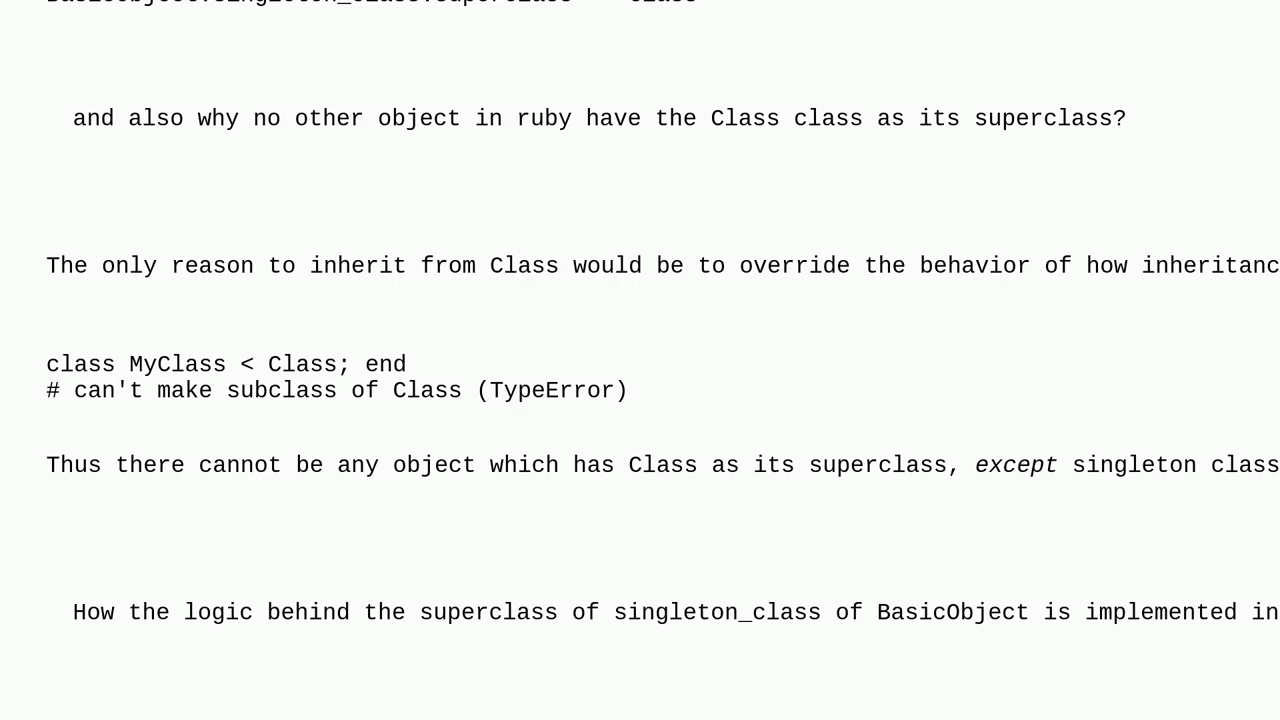 and also why no other object in ruby have the Class class as its superclass?
The only reason to inherit from Class would be to override the behavior of how
class MyClass < Class; end
# can't make subclass of Class (TypeError)
Thus there cannot be any object which has Class as its superclass, except singleton
How the logic behind the superclass of singleton_class of BasicObject is implemented in